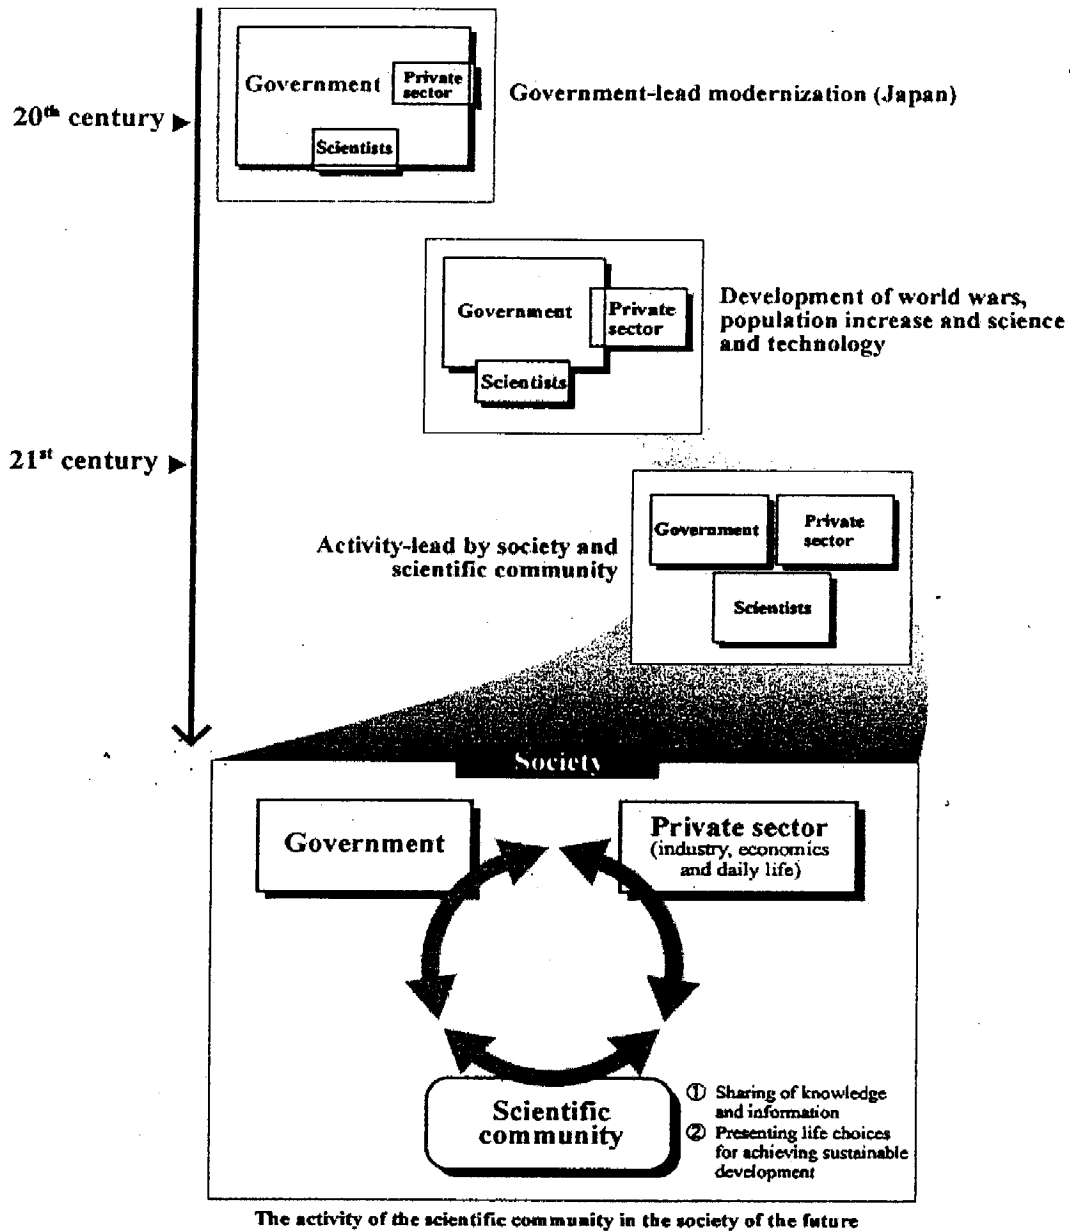 20th century
Government
Private
sector
Scientists
Government-lead modernization (Japan)
Government
Private
sector
Scientists
Development of world wars,
population increase and science
and technology
21st century
Activity-lead by society and
scientific community
Government
Private
sector
Scientists
Society
Government
Private sector
(industry, economics
and daily life)
Scientific
community
① Sharing of knowledge
and information
② Presenting life choices
for achieving sustainable
development
The activity of the scientific community in the society of the future